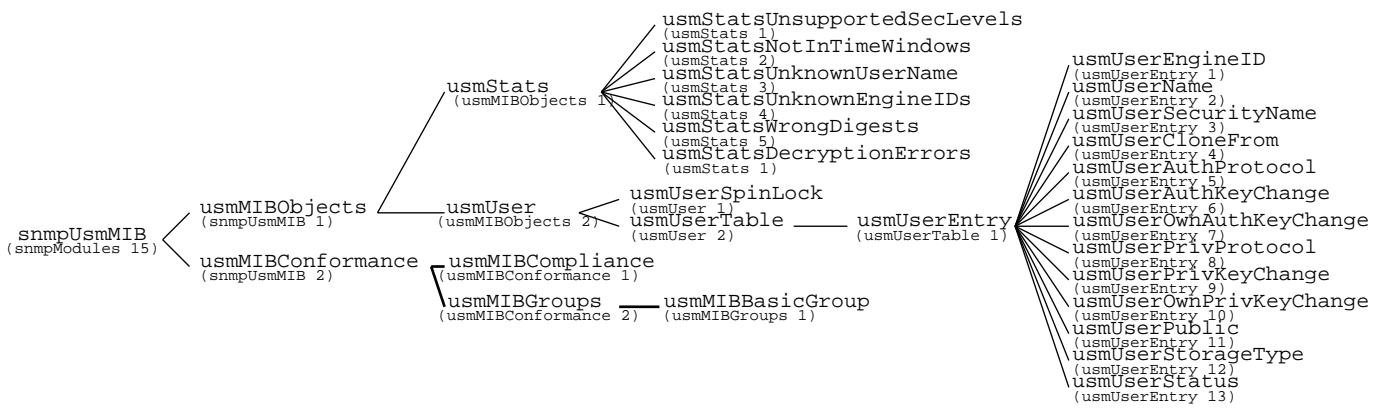 snmpUsmMIB
(snmpModules 15)
usmMIBObjects
(snmpUsmMIB 1)
usmMIBConformance
(snmpUsmMIB 2)
usmStats
(usmMIBObjects 1
usmUser
(usmMIBObjects 2)
usmMIBCompliance
(usmMIBConformance 1)
usmMIBGroups
(usmMIBConformance 2)
usmStatsUnsupportedSecLevels
(usmStats 1)
usmStatsNotInTimeWindows
(usmStats 2)
usmStatsUnknownUserName
(usmStats 3)
usmStatsUnknownEngineIDs
(usmStats 4)
usmStatsWrongDigests
(usmStats 5)
usmStatsDecryptionErrors
(usmStats 1)
usmUserSpinLock
(usmUser 1)
usmUserTable
(usmUser 2)
usmMIBBasicGroup
(usmMIBGroups 1)
usmUserEntry
(usmUserTable 1)
usmUserEngineID
(usmUserEntry 1)
usmUserName
(usmUserEntry 2)
usmUserSecurityName
(usmUserEntry 3)
usmUserCloneFrom
(usmUserEntry 4)
usmUserAuthProtocol
(usmUserEntry 5)
usmUserAuthKeyChange
(usmUserEntry 6)
usmUserOwnAuthKeyChange
(usmUserEntry 7)
usmUserPrivProtocol
(usmUserEntry 8)
usmUserPrivKeyChange
(usmUserEntry 9)
usmUserOwnPrivKeyChange
(usmUserEntry 10)
usmUserPublic
(usmUserEntry 11)
usmUserStorageType
(usmUserEntry 12)
usmUserStatus
(usmUserEntry 13)